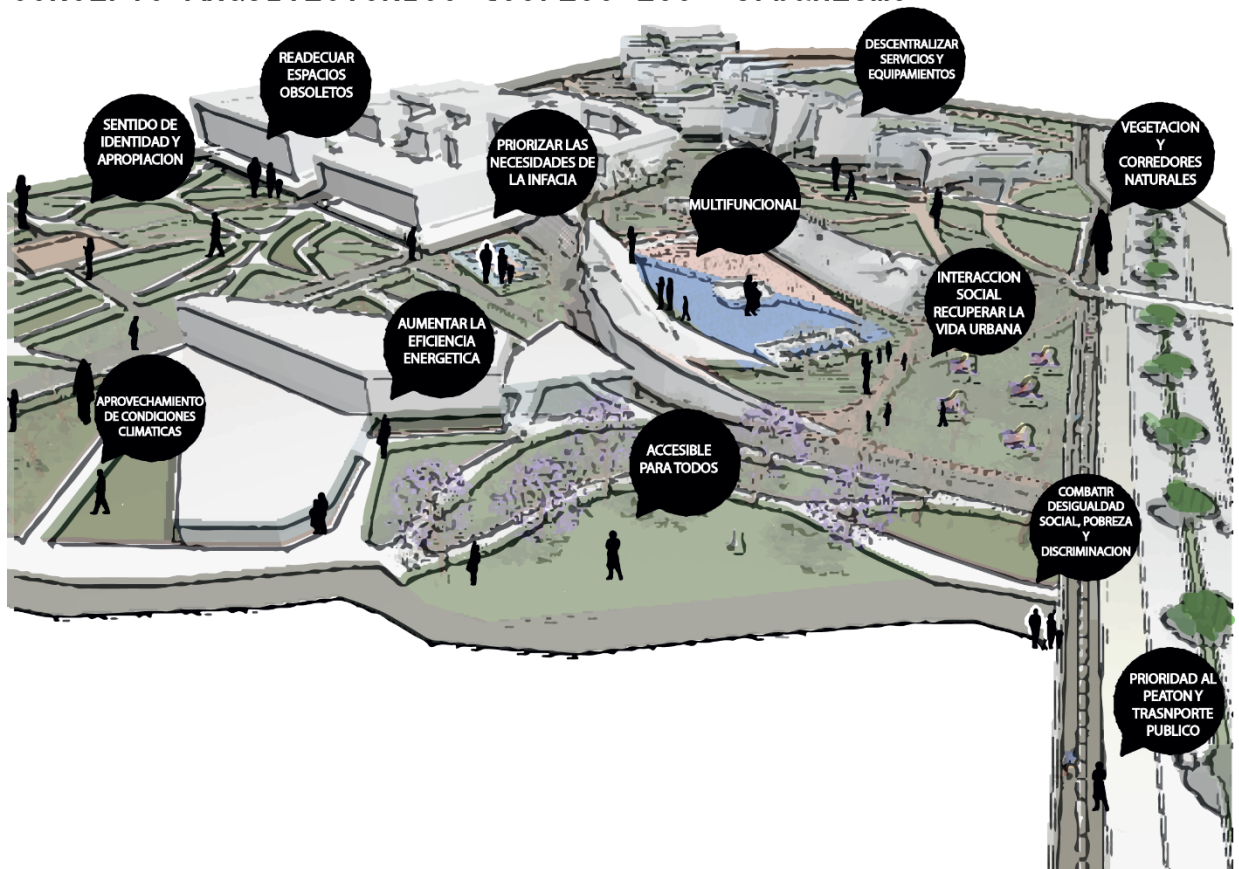 READECUAR
ESPACIOS
OBSOLETOS
DESCENTRALIZAR
SERVICIOS Y
EQUIPAMIENTOS
SENTIDO DE
IDENTIDAD Y
APROPIACION
PRIORIZAR LAS
NECESIDADES DE
LA INFACIA
VEGETACION
Y
CORREDORES
NATURALES
MULTIFUNCIONAL
INTERACCION
SOCIAL
RECUPERAR LA
VIDA URBANA
AUMENTAR LA
EFICIENCIA
ENERGETICA
APROVECHAMIENTO
DE CONDICIONES
CLIMATICAS
ACCESIBLE
PARA TODOS
COMBATIR
DESIGUALDAD
SOCIAL, POBREZA
Y
DISCRIMINACION
PRIORIDAD AL
PEATON Y
TRASNPORTE
PUBLICO